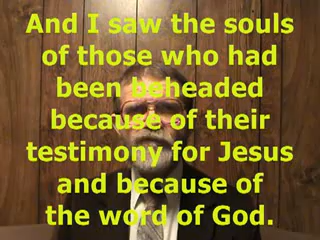 And I saw the souls
of those who had
been beheaded
because of their
testimony for Jesus
and because of
the word of God.